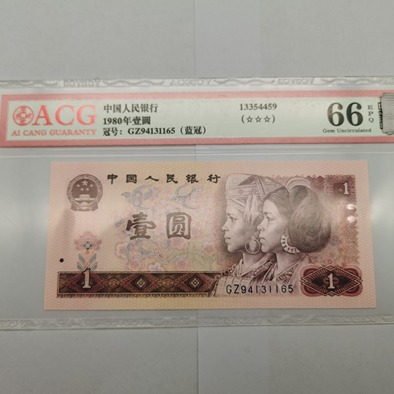 ACG
AI CANG GUARANTY
中国人民银行
1980年壹圓
冠号: GZ94131165 (蓝冠)
13354459
(☆☆☆)
66 EPQ
Gem Uncirculated
中国人民银行
1
壹圆
1
1
GZ94131165